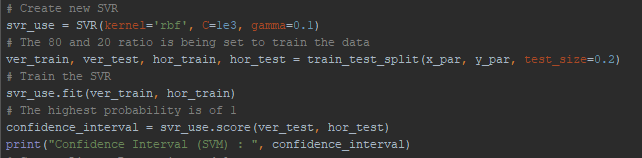 # Create new SVR
svr_use = SVR(kernel='rbf', C=1e3, gamma=0.1)
# The 80 and 20 ratio is being set to train the data
ver_train, ver_test, hor_train, hor_test = train_test_split(x_par, y_par, test_size=0.2)
# Train the SVR
svr_use.fit(ver_train, hor_train)
# The highest probability is of 1
confidence_interval = svr_use.score(ver_test, hor_test)
print("Confidence Interval (SVM) : ", confidence_interval)